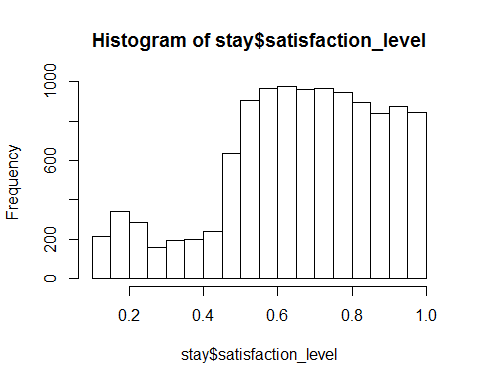 Histogram of stay$satisfaction_level
Frequency
1000
600
200
0
0.2 0.4 0.6 0.8 1.0
stay$satisfaction_level